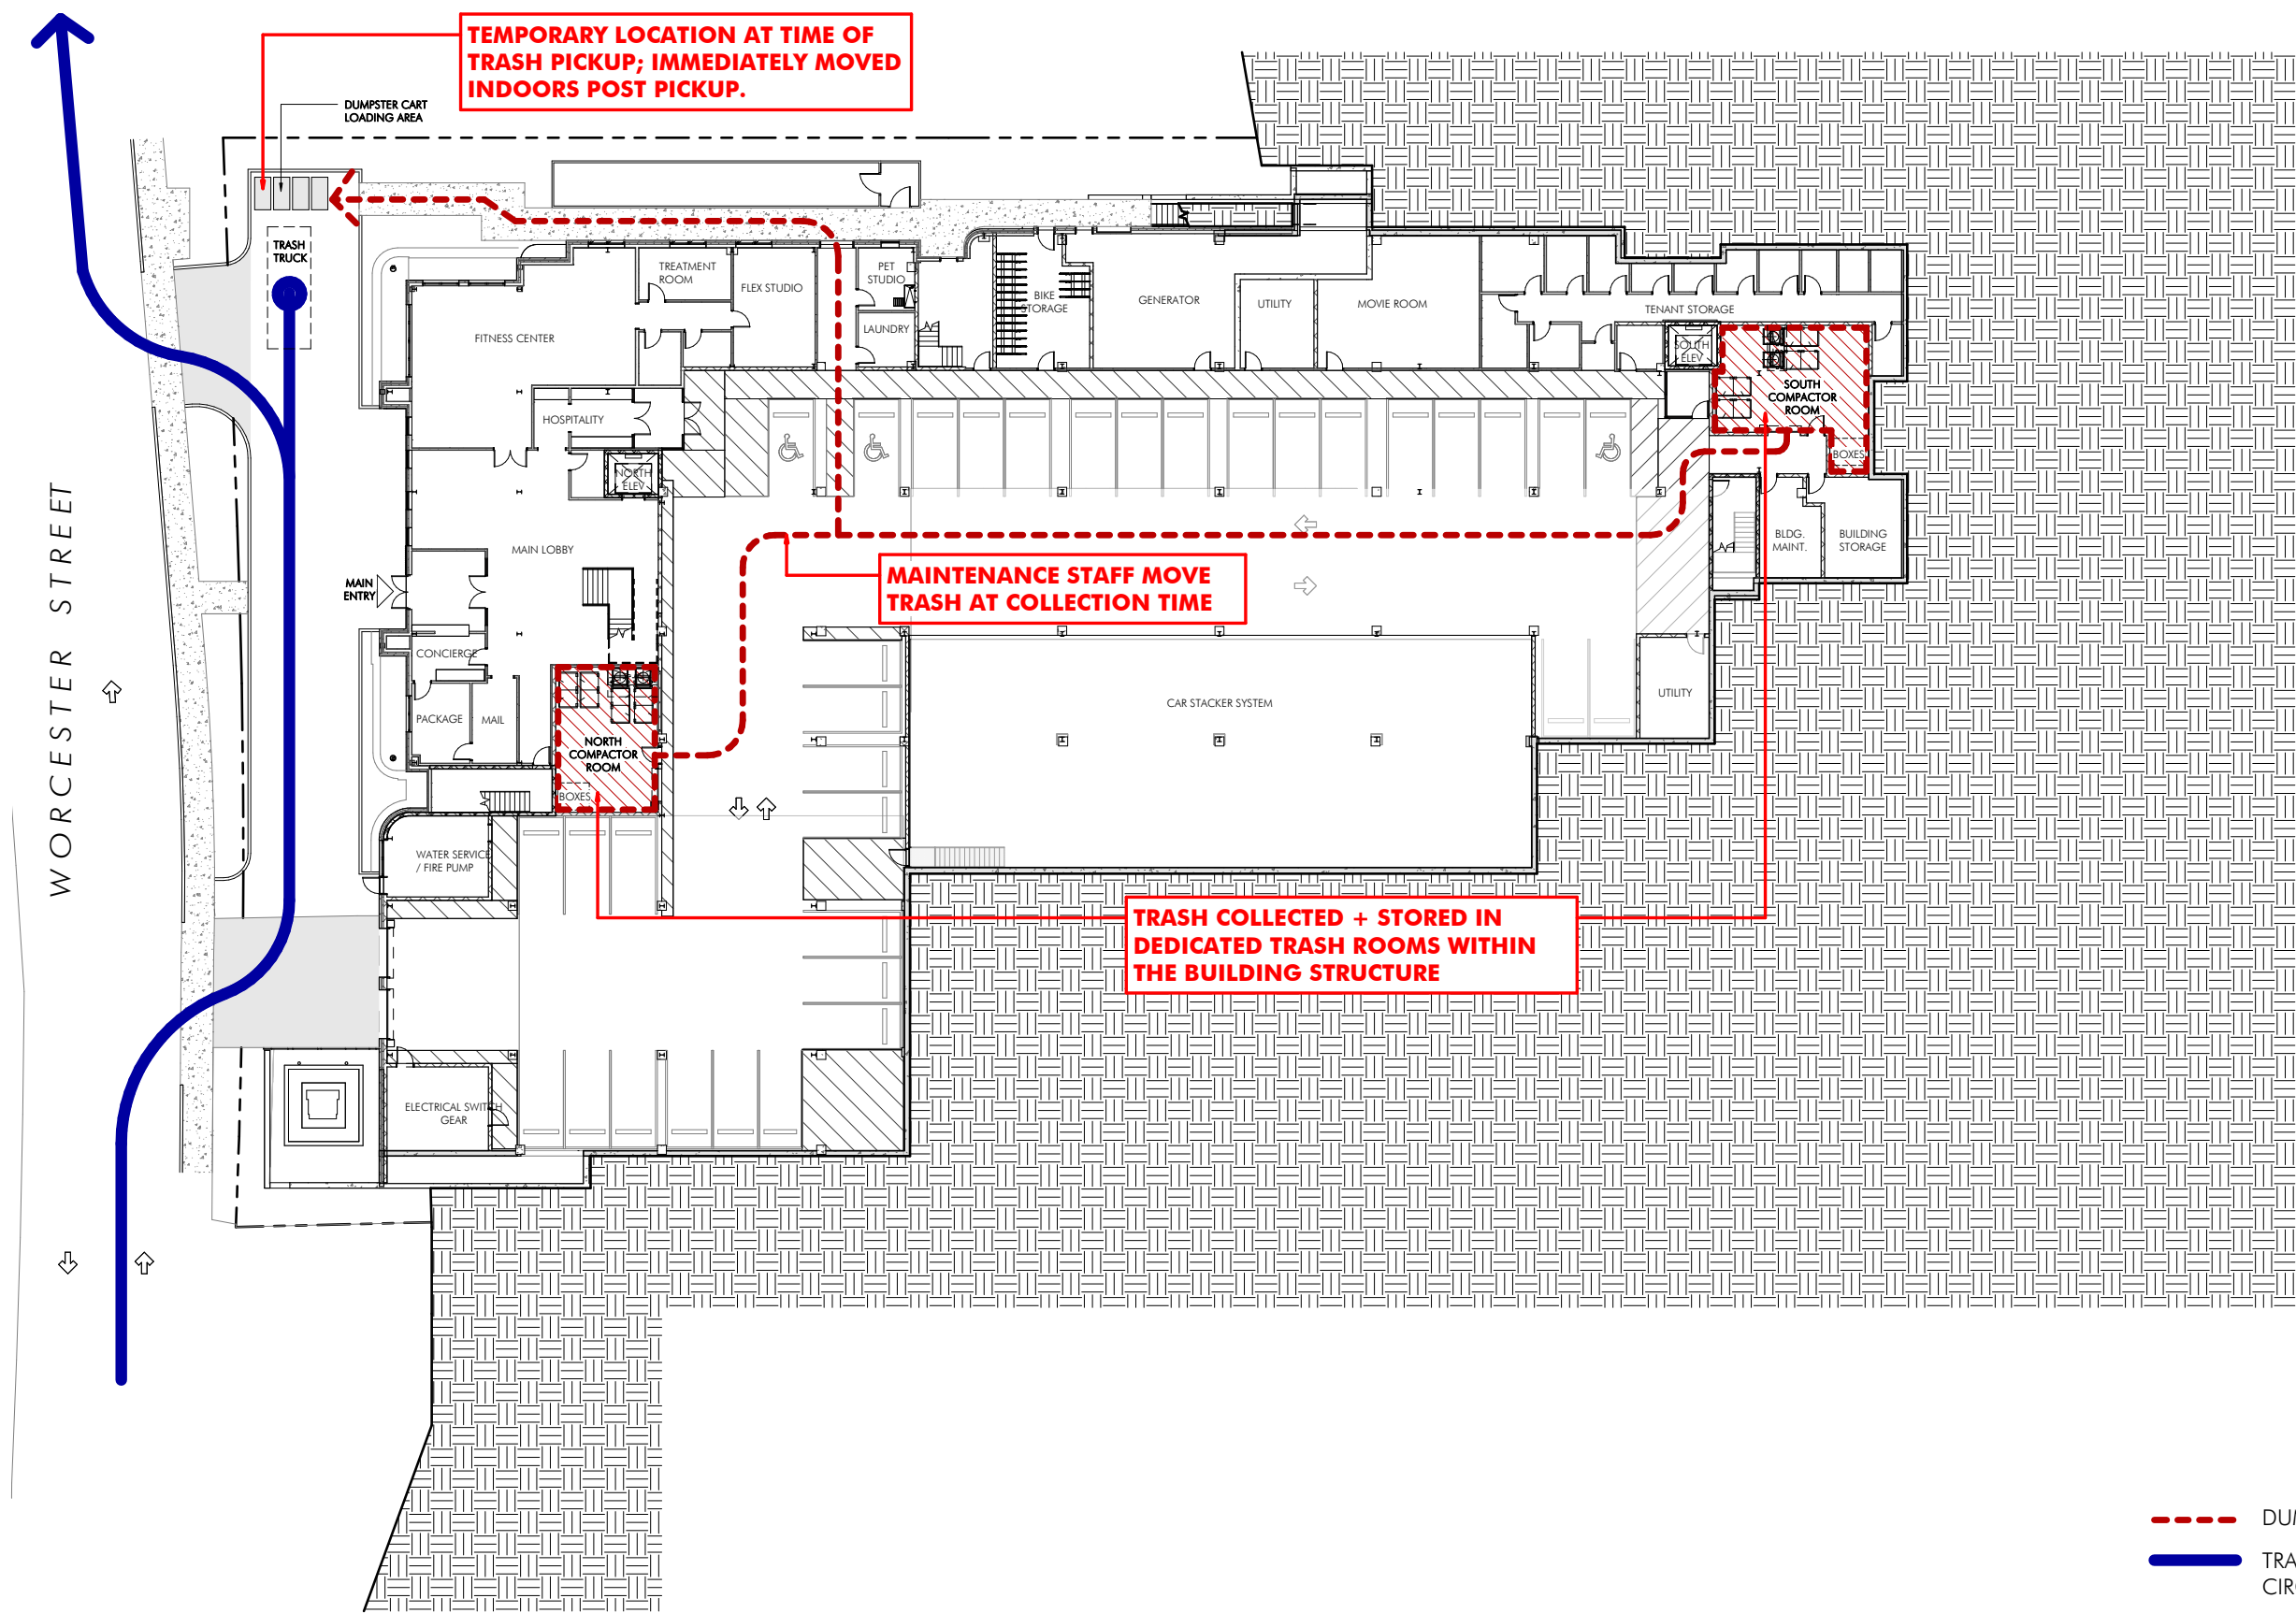 TEMPORARY LOCATION AT TIME OF
TRASH PICKUP; IMMEDIATELY MOVED
INDOORS POST PICKUP.
DUMPSTER CART
LOADING AREA
TRASH
TRUCK
TREATMENT
ROOM
FLEX STUDIO
PET
STUDIO
LAUNDRY
BIKE
STORAGE
GENERATOR
UTILITY
MOVIE ROOM
TENANT STORAGE
FITNESS CENTER
SOUTH
ELEV
SOUTH
COMPACTOR
ROOM
BOXES
HOSPITALITY
NORTH
ELEV
MAIN LOBBY
MAIN
ENTRY
BLDG.
MAINT.
BUILDING
STORAGE
MAINTENANCE STAFF MOVE
TRASH AT COLLECTION TIME
WORCESTER STREET
CONCIERGE
PACKAGE
MAIL
NORTH
COMPACTOR
ROOM
BOXES
CAR STACKER SYSTEM
UTILITY
WATER SERVICE
/ FIRE PUMP
TRASH COLLECTED + STORED IN
DEDICATED TRASH ROOMS WITHIN
THE BUILDING STRUCTURE
ELECTRICAL SWITCH
GEAR